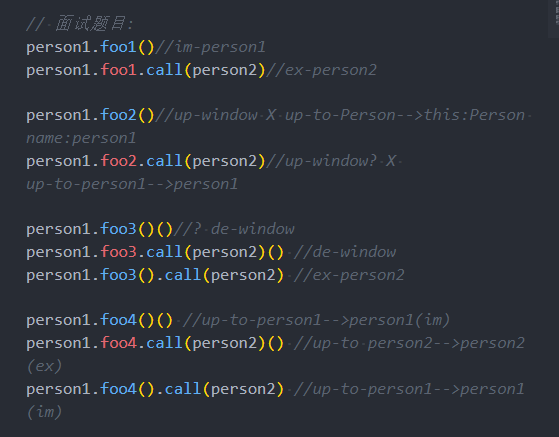 // 面试题目:
person1.foo1()//im-person1
person1.foo1.call(person2)//ex-person2
person1.foo2()//up-window X up-to-Person-->this:Person
name:person1
person1.foo2.call(person2)//up-window? X
up-to-person1-->person1
person1.foo3()()//? de-window
person1.foo3.call(person2)() //de-window
person1.foo3().call(person2) //ex-person2
person1.foo4()() //up-to-person1-->person1(im)
person1.foo4.call(person2)() //up-to-person2-->person2
(ex)
person1.foo4().call(person2) //up-to-person1-->person1
(im)